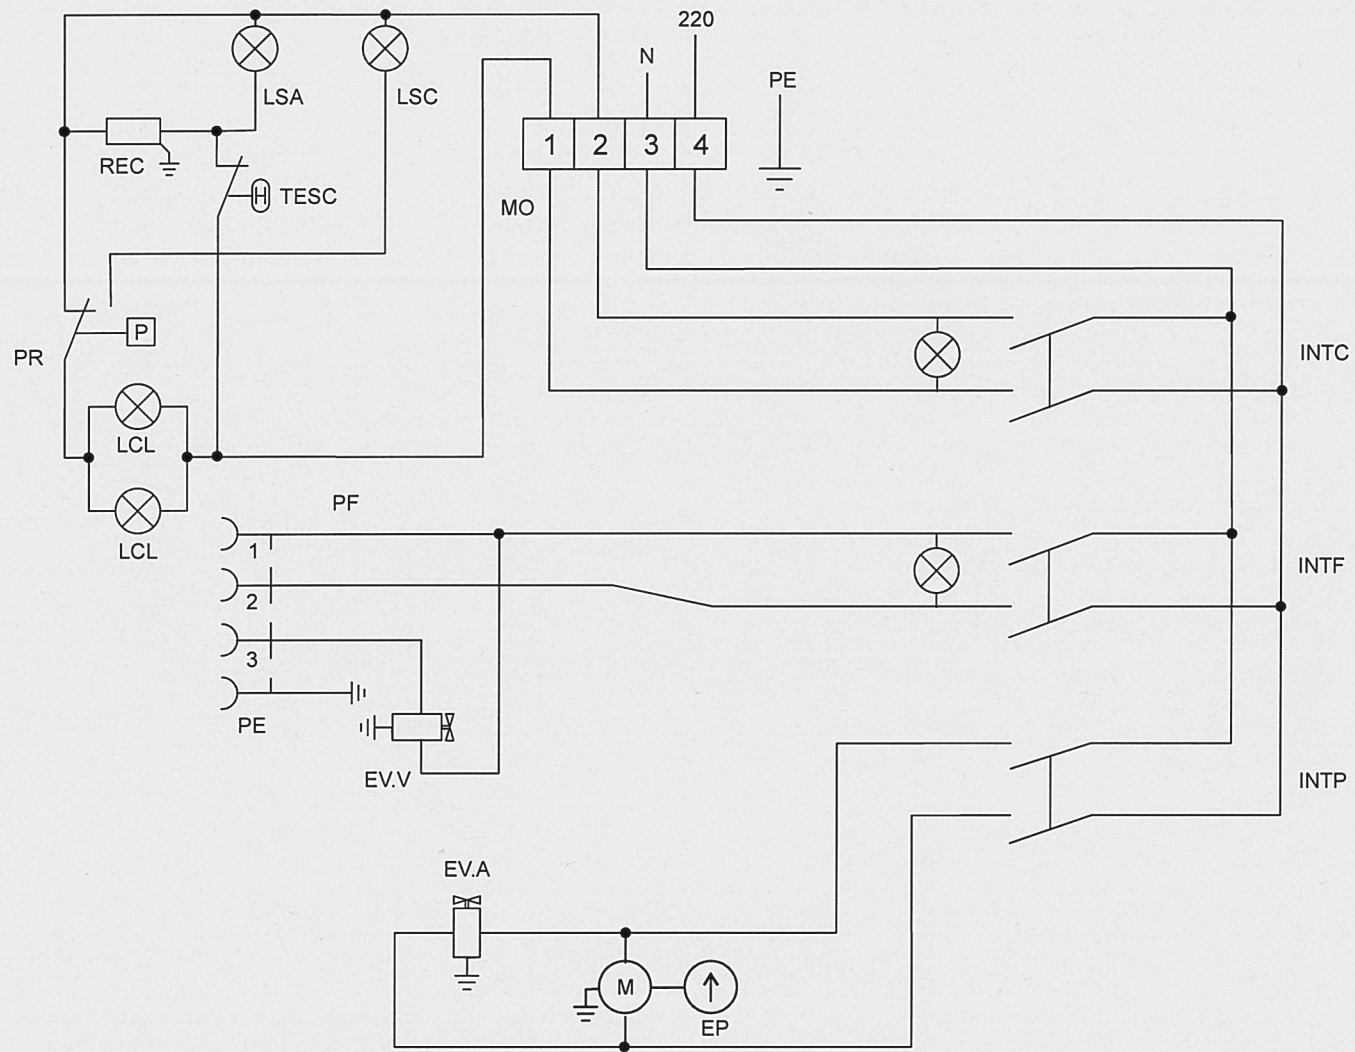 220
N
PE
LSA
LSC
1 2 3 4
REC
TESC
MO
P
PR
INTC
LCL
LCL
PF
1
INTF
2
3
PE
EV.V
INTP
EV.A
M
EP